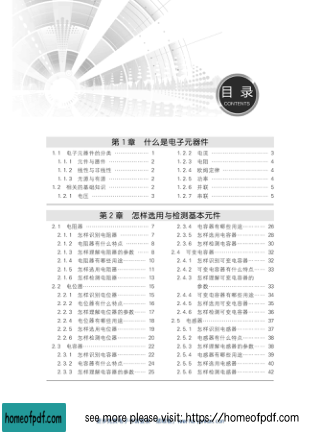 目 录
CONTENTS
第 1 章 什么是电子元器件
1.1 电子元器件的分类 ………… 1
1.1.1 元件与器件 ………… 2
1.1.2 线性与非线性 ………… 2
1.1.3 无源与有源 ………… 2
1.2 相关的基础知识 ………… 2
1.2.1 电压 ………… 3
1.2.2 电流 ………… 3
1.2.3 电阻 ………… 4
1.2.4 欧姆定律 ………… 4
1.2.5 功率 ………… 4
1.2.6 并联 ………… 5
1.2.7 串联 ………… 5
第 2 章 怎样选用与检测基本元件
2.1 电阻器 ………… 7
2.1.1 怎样识别电阻器 ………… 7
2.1.2 电阻器有什么特点 ………… 8
2.1.3 怎样理解电阻器的参数 …… 8
2.1.4 电阻器有哪些用途 ………… 10
2.1.5 怎样选用电阻器 ………… 11
2.1.6 怎样检测电阻器 ………… 13
2.2 电位器 ………… 15
2.2.1 怎样识别电位器 ………… 15
2.2.2 电位器有什么特点 ………… 16
2.2.3 怎样理解电位器的参数 …… 17
2.2.4 电位器有哪些用途 ………… 18
2.2.5 怎样选用电位器 ………… 19
2.2.6 怎样检测电位器 ………… 20
2.3 电容器 ………… 22
2.3.1 怎样识别电容器 ………… 22
2.3.2 电容器有什么特点 ………… 24
2.3.3 怎样理解电容器的参数 …… 25
2.3.4 电容器有哪些用途 ………… 26
2.3.5 怎样选用电容器 ………… 28
2.3.6 怎样检测电容器 ………… 30
2.4 可变电容器 ………… 32
2.4.1 怎样识别可变电容器 …… 32
2.4.2 可变电容器有什么特点 …… 33
2.4.3 怎样理解可变电容器的
参数 ………… 33
2.4.4 可变电容器有哪些用途 …… 34
2.4.5 怎样选用可变电容器 …… 35
2.4.6 怎样检测可变电容器 …… 36
2.5 电感器 ………… 37
2.5.1 怎样识别电感器 ………… 37
2.5.2 电感器有什么特点 ………… 38
2.5.3 怎样理解电感器的参数 …… 38
2.5.4 电感器有哪些用途 ………… 39
2.5.5 怎样选用电感器 ………… 40
2.5.6 怎样检测电感器 ………… 42
homeofpdf.com
see more please visit: https://homeofpdf.com